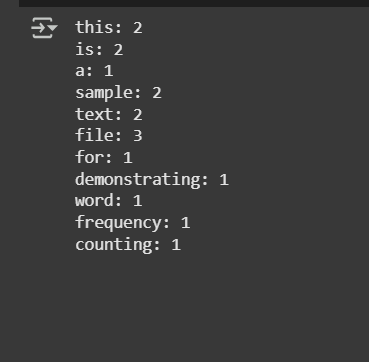 this: 2
is: 2
a: 1
sample: 2
text: 2
file: 3
for: 1
demonstrating: 1
word: 1
frequency: 1
counting: 1